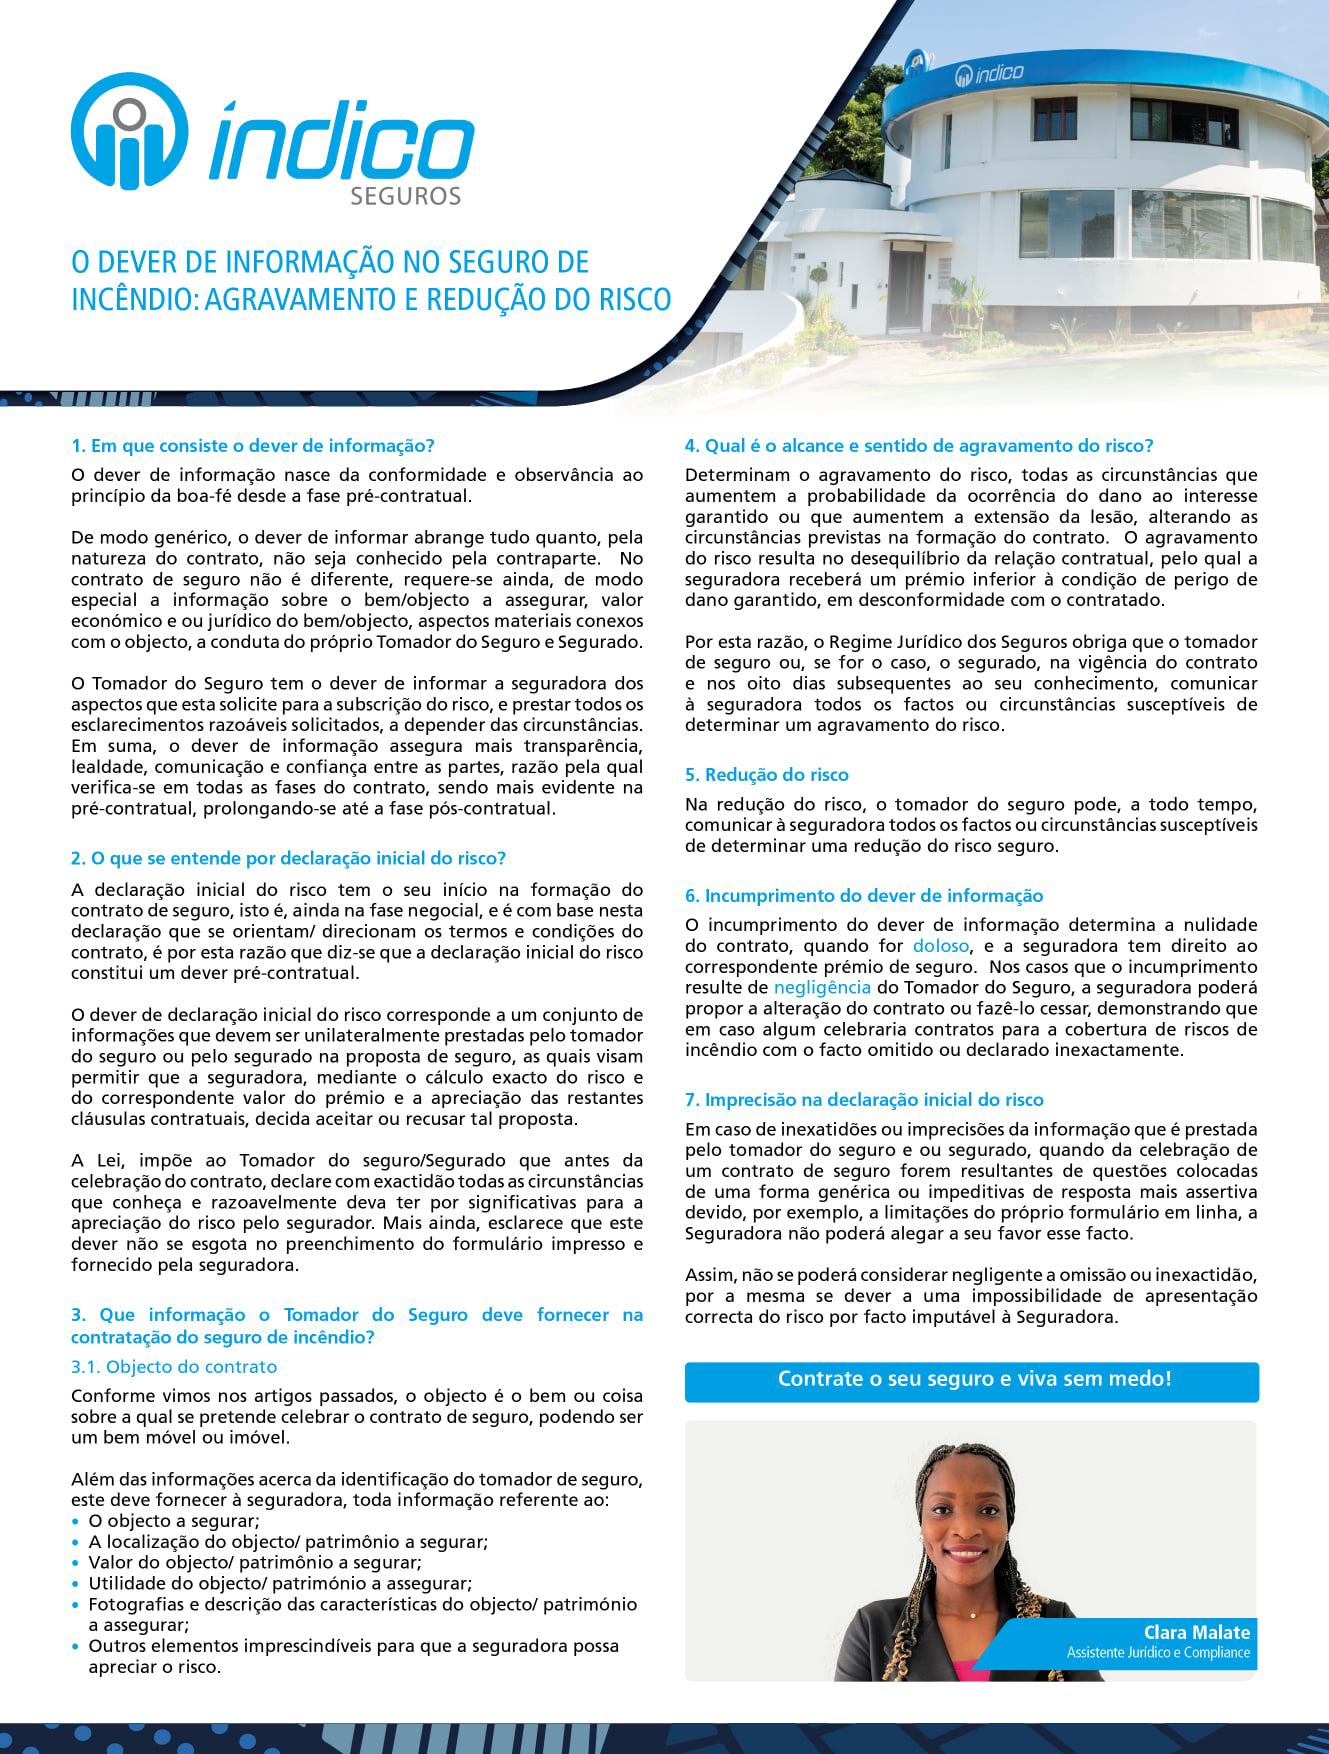 índico
SEGUROS
índico
O DEVER DE INFORMAÇÃO NO SEGURO DE
INCÊNDIO: AGRAVAMENTO E REDUÇÃO DO RISCO
1. Em que consiste o dever de informação?
O dever de informação nasce da conformidade e observância ao
princípio da boa-fé desde a fase pré-contratual.
De modo genérico, o dever de informar abrange tudo quanto, pela
natureza do contrato, não seja conhecido pela contraparte. No
contrato de seguro não é diferente, requere-se ainda, de modo
especial a informação sobre o bem/objecto a assegurar, valor
económico e ou jurídico do bem/objecto, aspectos materiais conexos
com o objecto, a conduta do próprio Tomador do Seguro e Segurado.
O Tomador do Seguro tem o dever de informar a seguradora dos
aspectos que esta solicite para a subscrição do risco, e prestar todos os
esclarecimentos razoáveis solicitados, a depender das circunstâncias.
Em suma, o dever de informação assegura mais transparência,
lealdade, comunicação e confiança entre as partes, razão pela qual
verifica-se em todas as fases do contrato, sendo mais evidente na
pré-contratual, prolongando-se até a fase pós-contratual.
2. O que se entende por declaração inicial do risco?
A declaração inicial do risco tem o seu início na formação do
contrato de seguro, isto é, ainda na fase negocial, e é com base nesta
declaração que se orientam/ direcionam os termos e condições do
contrato, é por esta razão que diz-se que a declaração inicial do risco
constitui um dever pré-contratual.
O dever de declaração inicial do risco corresponde a um conjunto de
informações que devem ser unilateralmente prestadas pelo tomador
do seguro ou pelo segurado na proposta de seguro, as quais visam
permitir que a seguradora, mediante o cálculo exacto do risco e
do correspondente valor do prémio e a apreciação das restantes
cláusulas contratuais, decida aceitar ou recusar tal proposta.
A Lei, impõe ao Tomador do seguro/Segurado que antes da
celebração do contrato, declare com exactidão todas as circunstâncias
que conheça e razoavelmente deva ter por significativas para a
apreciação do risco pelo segurador. Mais ainda, esclarece que este
dever não se esgota no preenchimento do formulário impresso e
fornecido pela seguradora.
3. Que informação o Tomador do Seguro deve fornecer na
contratação do seguro de incêndio?
3.1. Objecto do contrato
Conforme vimos nos artigos passados, o objecto é o bem ou coisa
sobre a qual se pretende celebrar o contrato de seguro, podendo ser
um bem móvel ou imóvel.
Além das informações acerca da identificação do tomador de seguro,
este deve fornecer à seguradora, toda informação referente ao:
• O objecto a segurar;
• A localização do objecto/ patrimônio a segurar;
• Valor do objecto/ patrimônio a segurar;
• Utilidade do objecto/ património a assegurar;
• Fotografias e descrição das características do objecto/ património
a assegurar;
• Outros elementos imprescindíveis para que a seguradora possa
apreciar o risco.
4. Qual é o alcance e sentido de agravamento do risco?
Determinam o agravamento do risco, todas as circunstâncias que
aumentem a probabilidade da ocorrência do dano ao interesse
garantido ou que aumentem a extensão da lesão, alterando as
circunstâncias previstas na formação do contrato. O agravamento
do risco resulta no desequilíbrio da relação contratual, pelo qual a
seguradora receberá um prémio inferior à condição de perigo de
dano garantido, em desconformidade com o contratado.
Por esta razão, o Regime Jurídico dos Seguros obriga que o tomador
de seguro ou, se for o caso, o segurado, na vigência do contrato
e nos oito dias subsequentes ao seu conhecimento, comunicar
à seguradora todos os factos ou circunstâncias susceptíveis de
determinar um agravamento do risco.
5. Redução do risco
Na redução do risco, o tomador do seguro pode, a todo tempo,
comunicar à seguradora todos os factos ou circunstâncias susceptíveis
de determinar uma redução do risco seguro.
6. Incumprimento do dever de informação
O incumprimento do dever de informação determina a nulidade
do contrato, quando for doloso, e a seguradora tem direito ao
correspondente prémio de seguro. Nos casos que o incumprimento
resulte de negligência do Tomador do Seguro, a seguradora poderá
propor a alteração do contrato ou fazê-lo cessar, demonstrando que
em caso algum celebraria contratos para a cobertura de riscos de
incêndio com o facto omitido ou declarado inexactamente.
7. Imprecisão na declaração inicial do risco
Em caso de inexatidões ou imprecisões da informação que é prestada
pelo tomador do seguro e ou segurado, quando da celebração de
um contrato de seguro forem resultantes de questões colocadas
de uma forma genérica ou impeditivas de resposta mais assertiva
devido, por exemplo, a limitações do próprio formulário em linha, a
Seguradora não poderá alegar a seu favor esse facto.
Assim, não se poderá considerar negligente a omissão ou inexactidão,
por a mesma se dever a uma impossibilidade de apresentação
correcta do risco por facto imputável à Seguradora.
Contrate o seu seguro e viva sem medo!
Clara Malate
Assistente Jurídico e Compliance